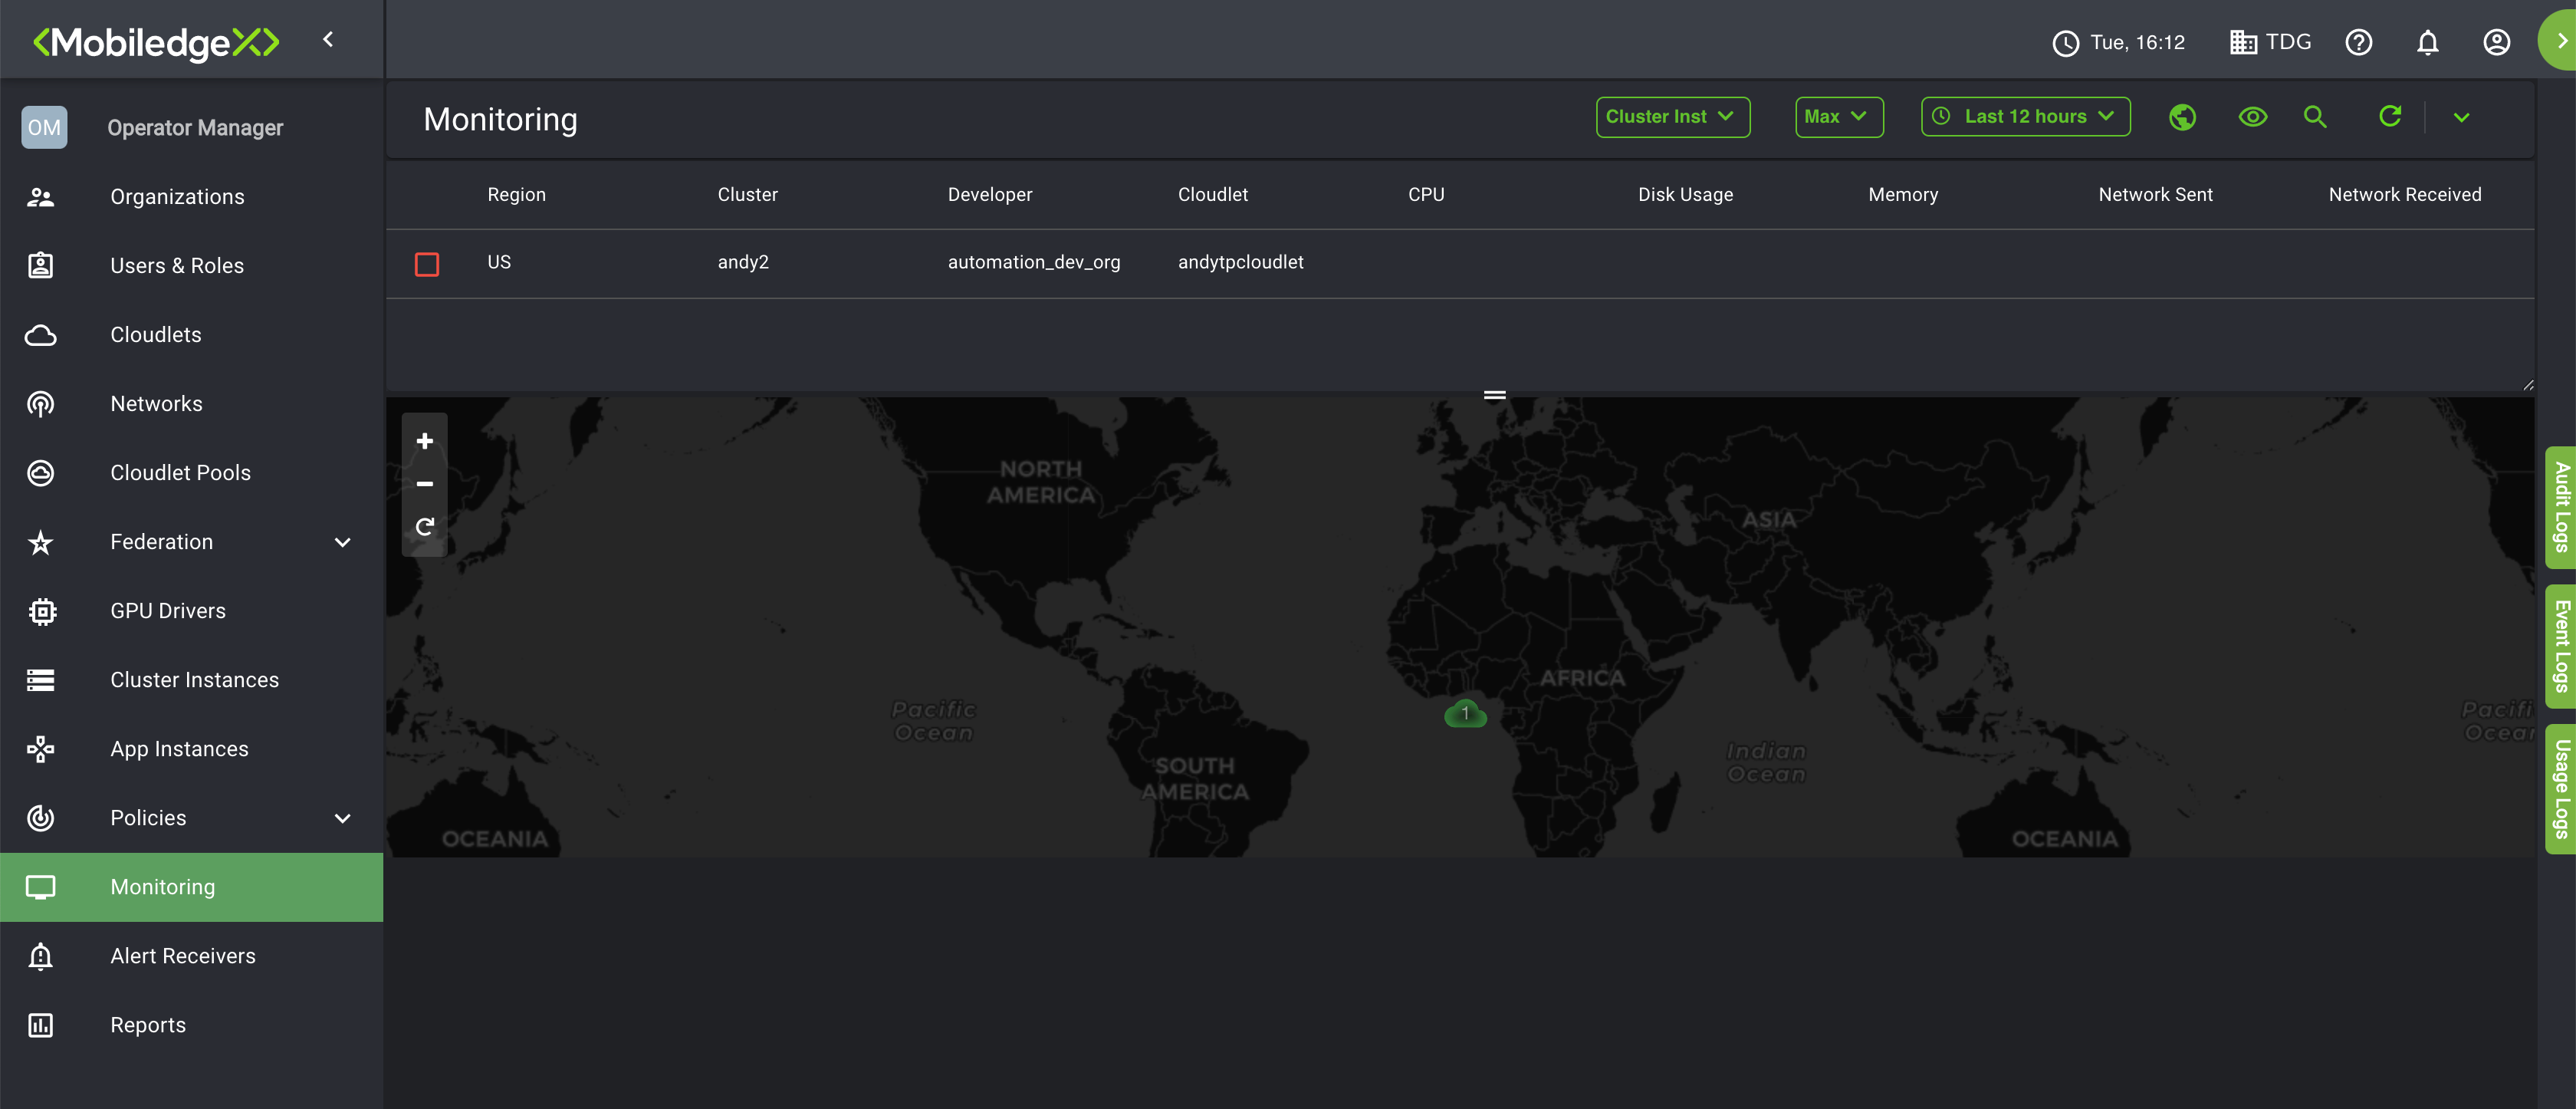 <MobiledgeX>
Tue, 16:12
TDG
OM
Operator Manager
Organizations
Users & Roles
Cloudlets
Networks
Cloudlet Pools
Federation
GPU Drivers
Cluster Instances
App Instances
Policies
Monitoring
Alert Receivers
Reports
Monitoring
Cluster Inst
Max
Last 12 hours
Region Cluster Developer Cloudlet CPU Disk Usage Memory Network Sent Network Received
US andy2 automation_dev_org andytpcloudlet
NORTH
AMERICA
ASIA
AFRICA
Pacific
Ocean
1
SOUTH
AMERICA
Indian
Ocean
OCEANIA
OCEANIA
Pacifi
Ocean
Audit Logs
Event Logs
Usage Logs